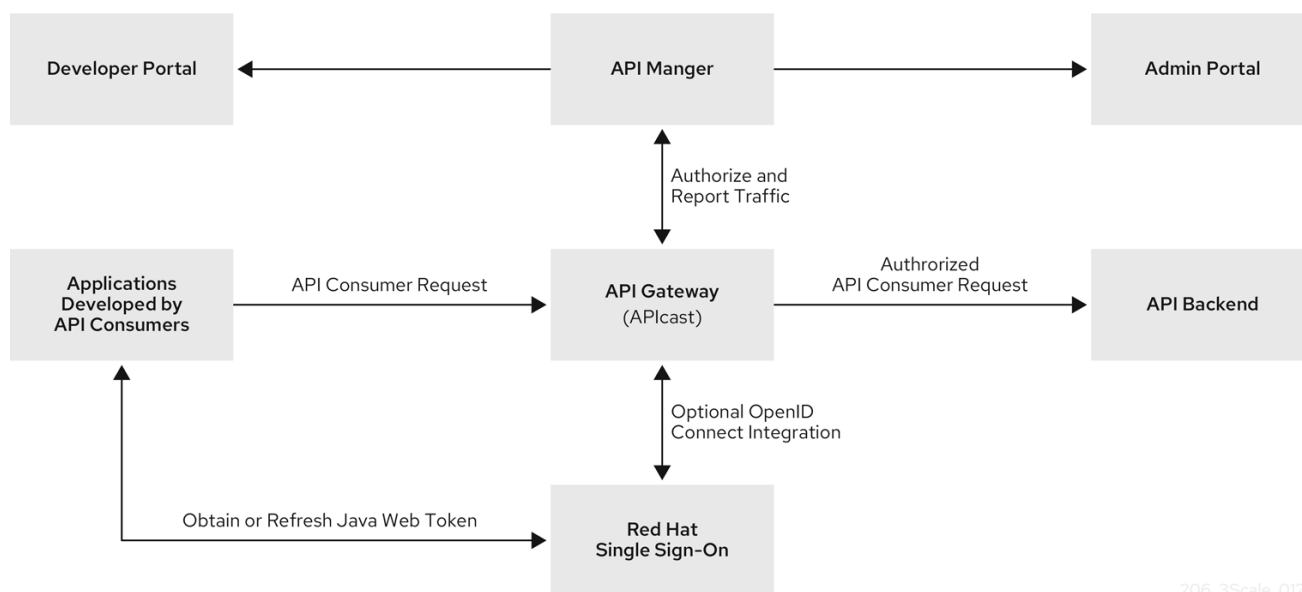 Developer Portal
API Manger
Admin Portal
Authorize and
Report Traffic
Applications
Developed by
API Consumers
API Consumer Request
API Gateway
(APIcast)
Authrorized
API Consumer Request
API Backend
Optional OpenID
Connect Integration
Obtain or Refresh Java Web Token
Red Hat
Single Sign-On
206_3Scale_012